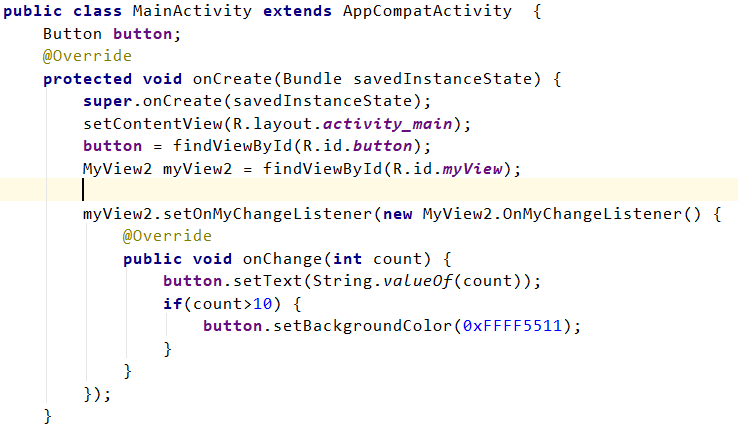 public class MainActivity extends AppCompatActivity  {
    Button button;
    @Override
    protected void onCreate(Bundle savedInstanceState) {
        super.onCreate(savedInstanceState);
        setContentView(R.layout.activity_main);
        button = findViewById(R.id.button);
        MyView2 myView2 = findViewById(R.id.myView);

        myView2.setOnMyChangeListener(new MyView2.OnMyChangeListener() {
            @Override
            public void onChange(int count) {
                button.setText(String.valueOf(count));
                if(count>10) {
                    button.setBackgroundColor(0xFFFF5511);
                }
            }
        });
    }